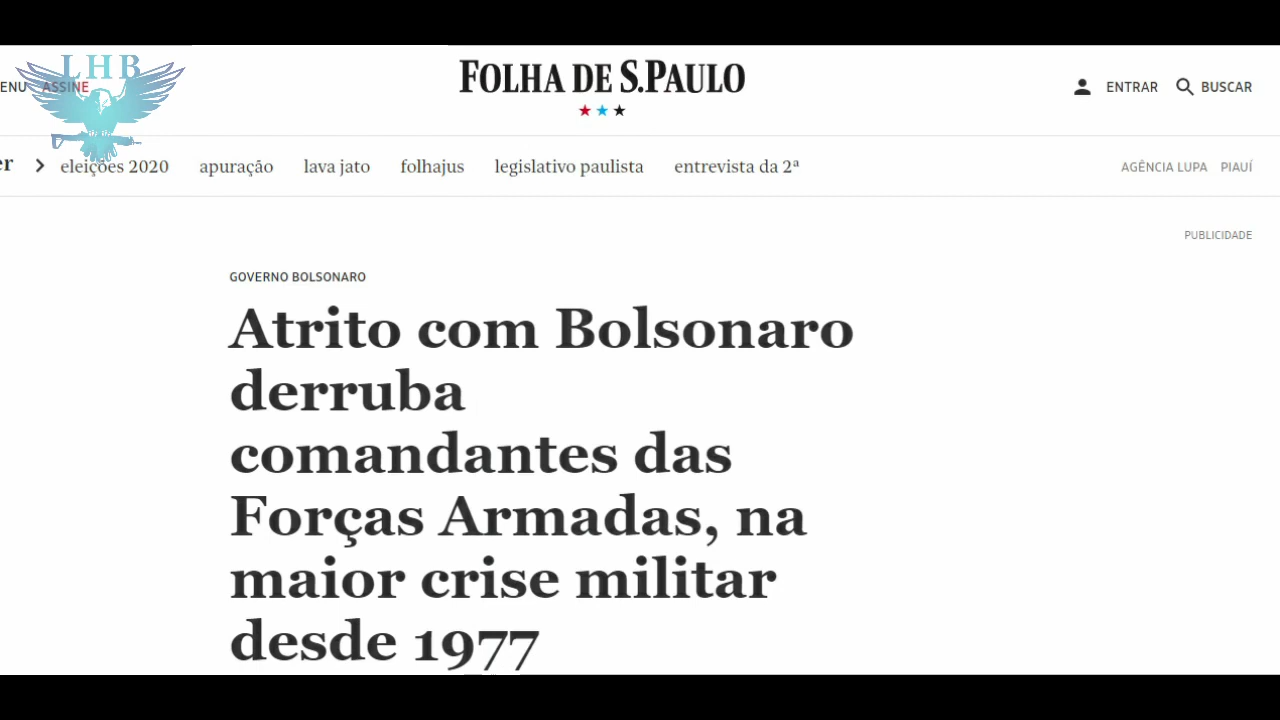 LHB
ENU ASSINE
FOLHA DE S.PAULO
ENTRAR BUSCAR
er eleições 2020 apuração lava jato folhajus legislativo paulista entrevista da 2ª
AGÊNCIA LUPA PIAUÍ
PUBLICIDADE
GOVERNO BOLSONARO
Atrito com Bolsonaro
derruba
comandantes das
Forças Armadas, na
maior crise militar
desde 1977